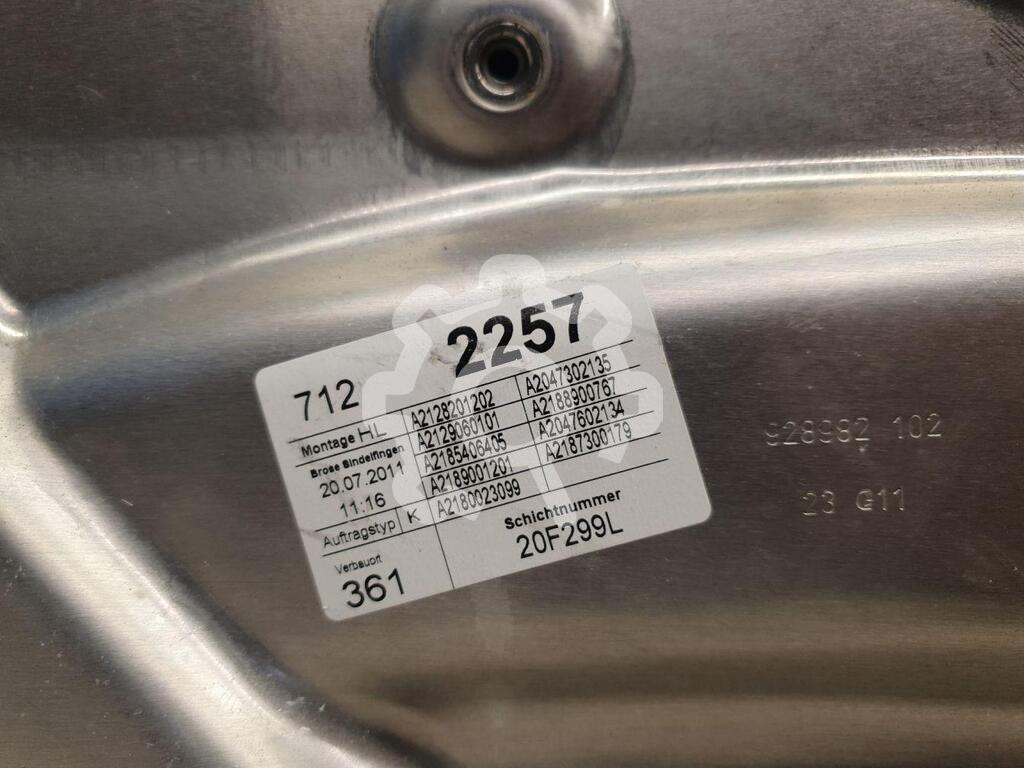 712 2257
Montage HL
Brose Sindelfingen
20.07.2011
11:16
Auftragstyp K
Verbauort
361
A2128201202 A2047302135
A2129060101 A2188900767
A2185406405 A2047602134
A2189001201 A2187300179
A2180023099
Schichtnummer
20F299L
928982 102
23 G11